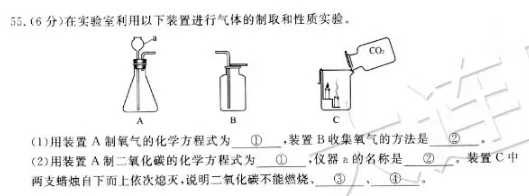 55.(6分)在实验室利用以下装置进行气体的制取和性质实验。
a
CO₂
A
B
C
(1)用装置 A 制氧气的化学方程式为 ① ,装置 B 收集氧气的方法是 ② 。
(2)用装置 A 制二氧化碳的化学方程式为 ① ,仪器 a 的名称是 ② 。装置 C 中
两支蜡烛自下而上依次熄灭,说明二氧化碳不能燃烧、 ③ 、 ④ 。